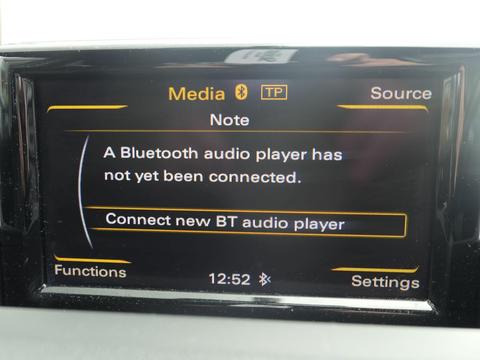 Media TP Source
Note
A Bluetooth audio player has
not yet been connected.
Connect new BT audio player
Functions 12:52 Settings